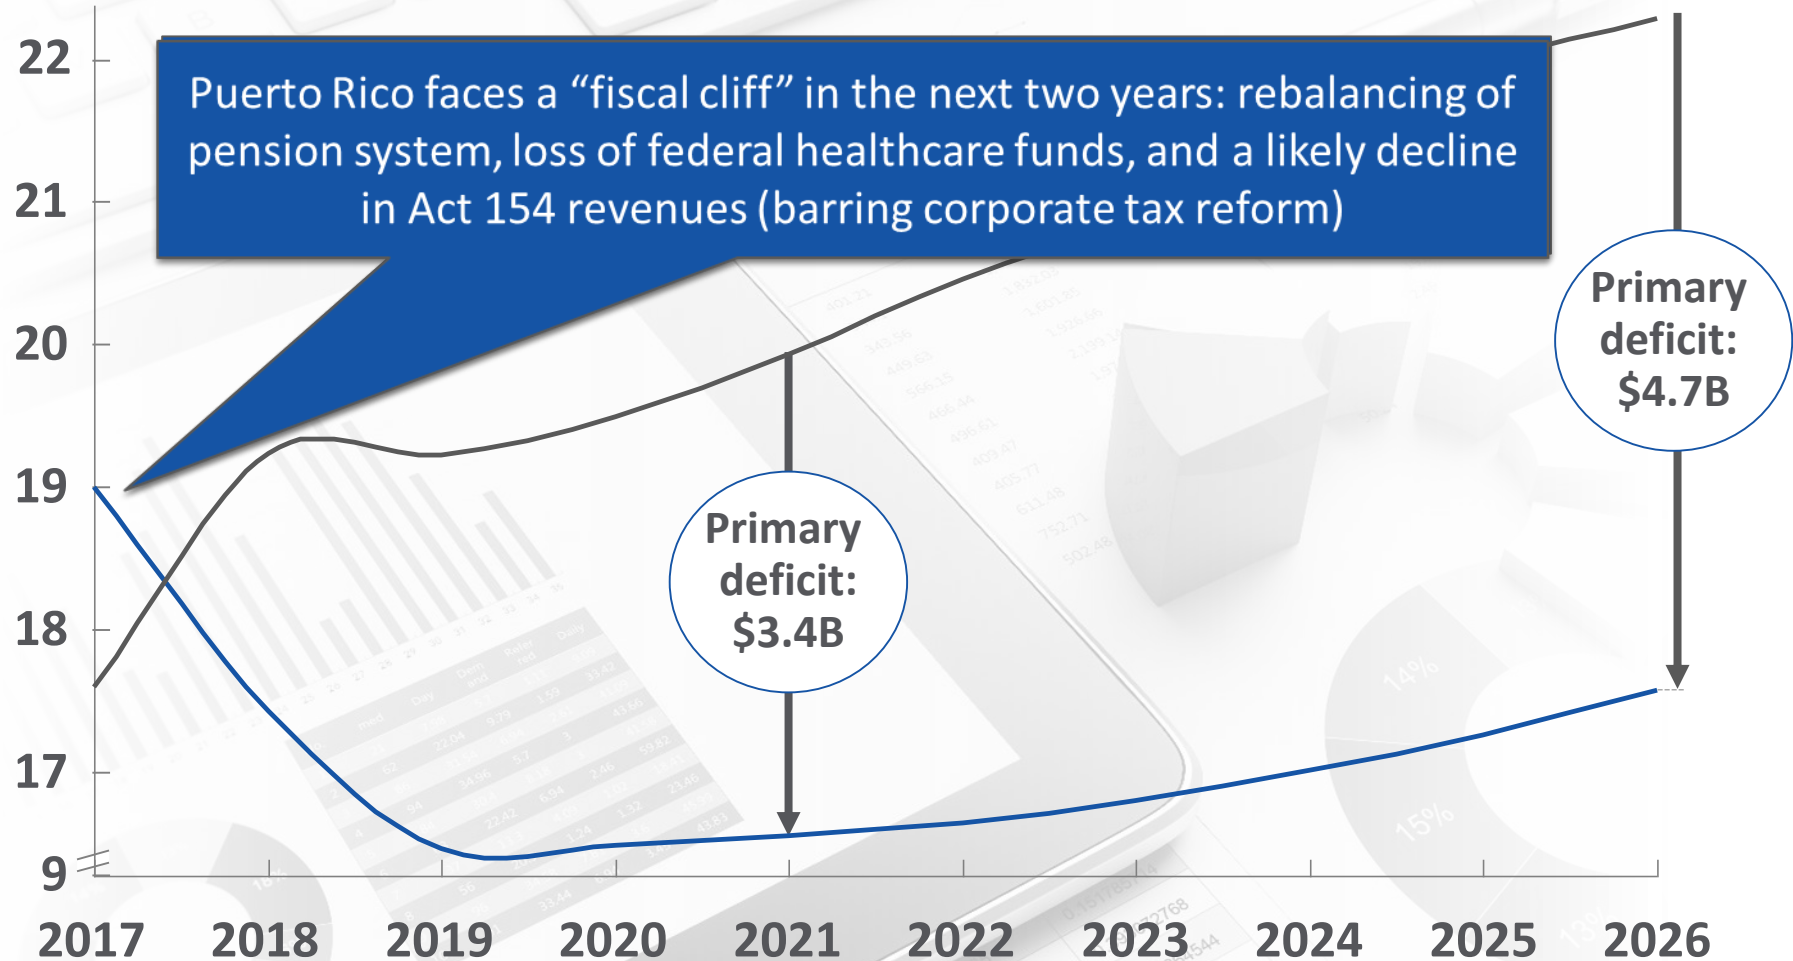 22
Puerto Rico faces a “fiscal cliff” in the next two years: rebalancing of
pension system, loss of federal healthcare funds, and a likely decline
in Act 154 revenues (barring corporate tax reform)
21
20
19
18
17
9
Primary
deficit:
$3.4B
Primary
deficit:
$4.7B
2017 2018 2019 2020 2021 2022 2023 2024 2025 2026
14%
15%